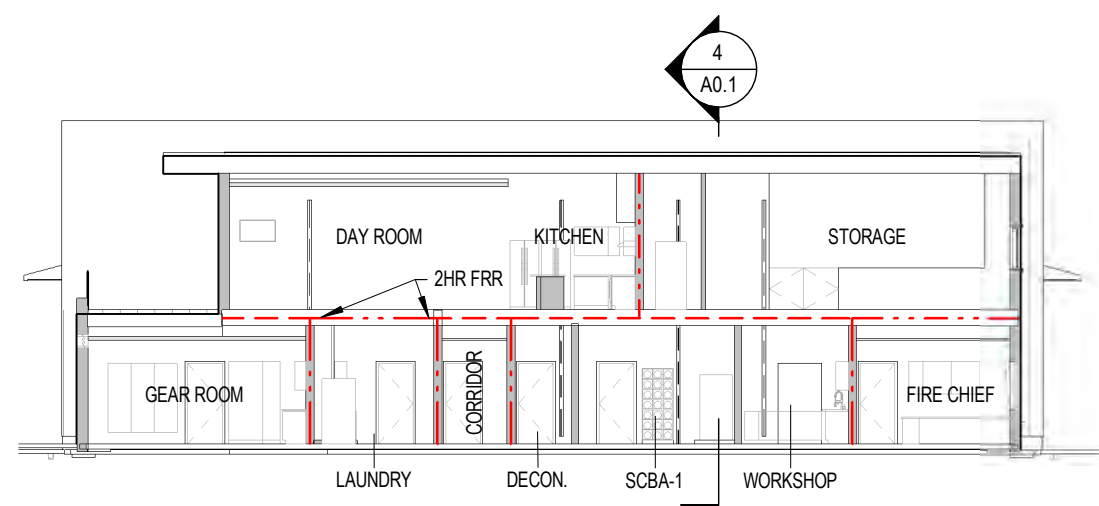 4
A0.1
DAY ROOM
KITCHEN
STORAGE
2HR FRR
GEAR ROOM
CORRIDOR
FIRE CHIEF
LAUNDRY
DECON.
SCBA-1
WORKSHOP